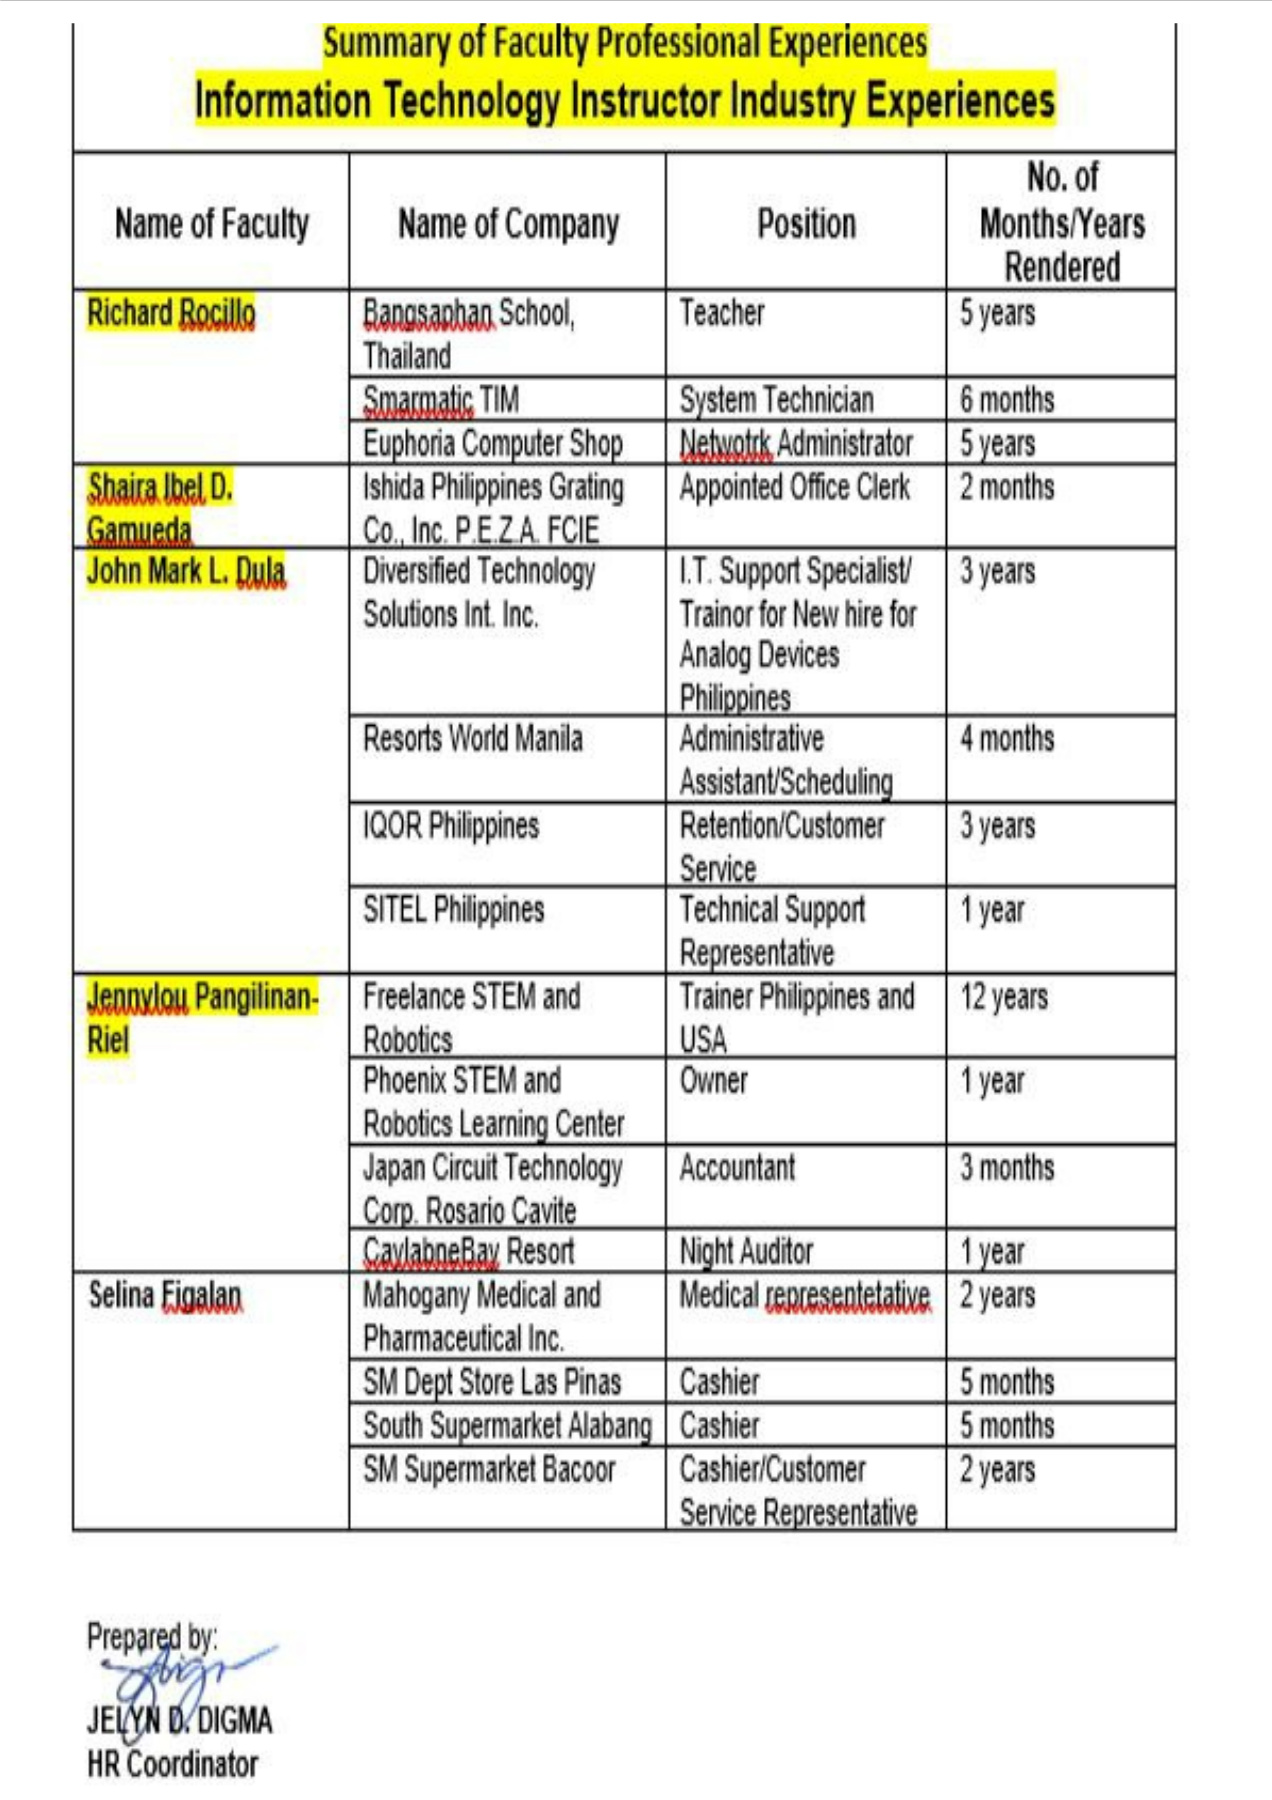 Summary of Faculty Professional Experiences
Information Technology Instructor Industry Experiences
Name of Faculty
Name of Company
Position
No. of
Months/Years
Rendered
Richard Rocillo
Bangsaphan School,
Thailand
Teacher
5 years
Smarmatic TIM
System Technician
6 months
Euphoria Computer Shop
Netwotrk Administrator
5 years
Shaira Ibel D.
Gamueda
Ishida Philippines Grating
Co., Inc. P.E.Z.A. FCIE
Appointed Office Clerk
2 months
John Mark L. Dula
Diversified Technology
Solutions Int. Inc.
I.T. Support Specialist/
Trainor for New hire for
Analog Devices
Philippines
3 years
Resorts World Manila
Administrative
Assistant/Scheduling
4 months
IQOR Philippines
Retention/Customer
Service
3 years
SITEL Philippines
Technical Support
Representative
1 year
Jennylou Pangilinan-
Riel
Freelance STEM and
Robotics
Trainer Philippines and
USA
12 years
Phoenix STEM and
Robotics Learning Center
Owner
1 year
Japan Circuit Technology
Corp. Rosario Cavite
Accountant
3 months
CaylabneBay Resort
Night Auditor
1 year
Selina Figalan
Mahogany Medical and
Pharmaceutical Inc.
Medical representetative
2 years
SM Dept Store Las Pinas
Cashier
5 months
South Supermarket Alabang
Cashier
5 months
SM Supermarket Bacoor
Cashier/Customer
Service Representative
2 years
Prepared by:
JELYN D. DIGMA
HR Coordinator